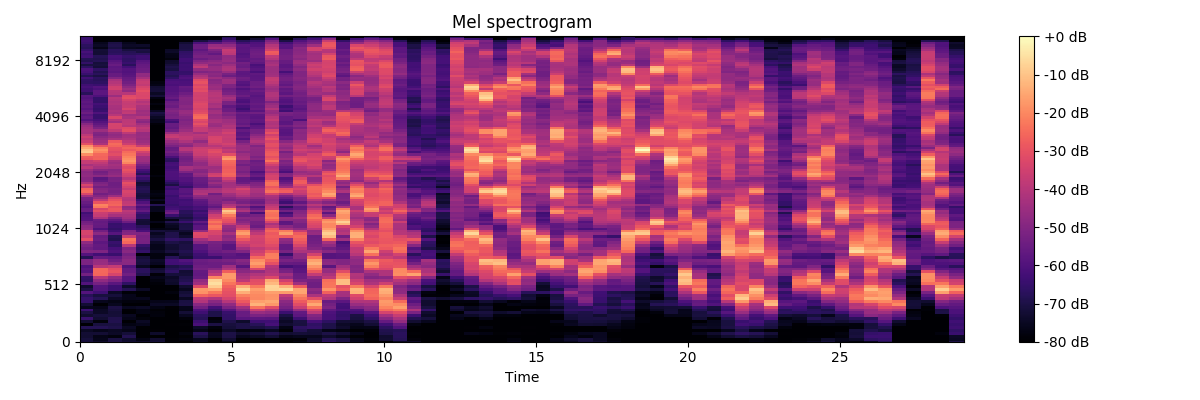 Mel spectrogram
+0 dB
8192
-10 dB
4096
-20 dB
-30 dB
2048
Hz
-40 dB
1024
-50 dB
512
-60 dB
-70 dB
0
-80 dB
0 5 10 15 20 25
Time